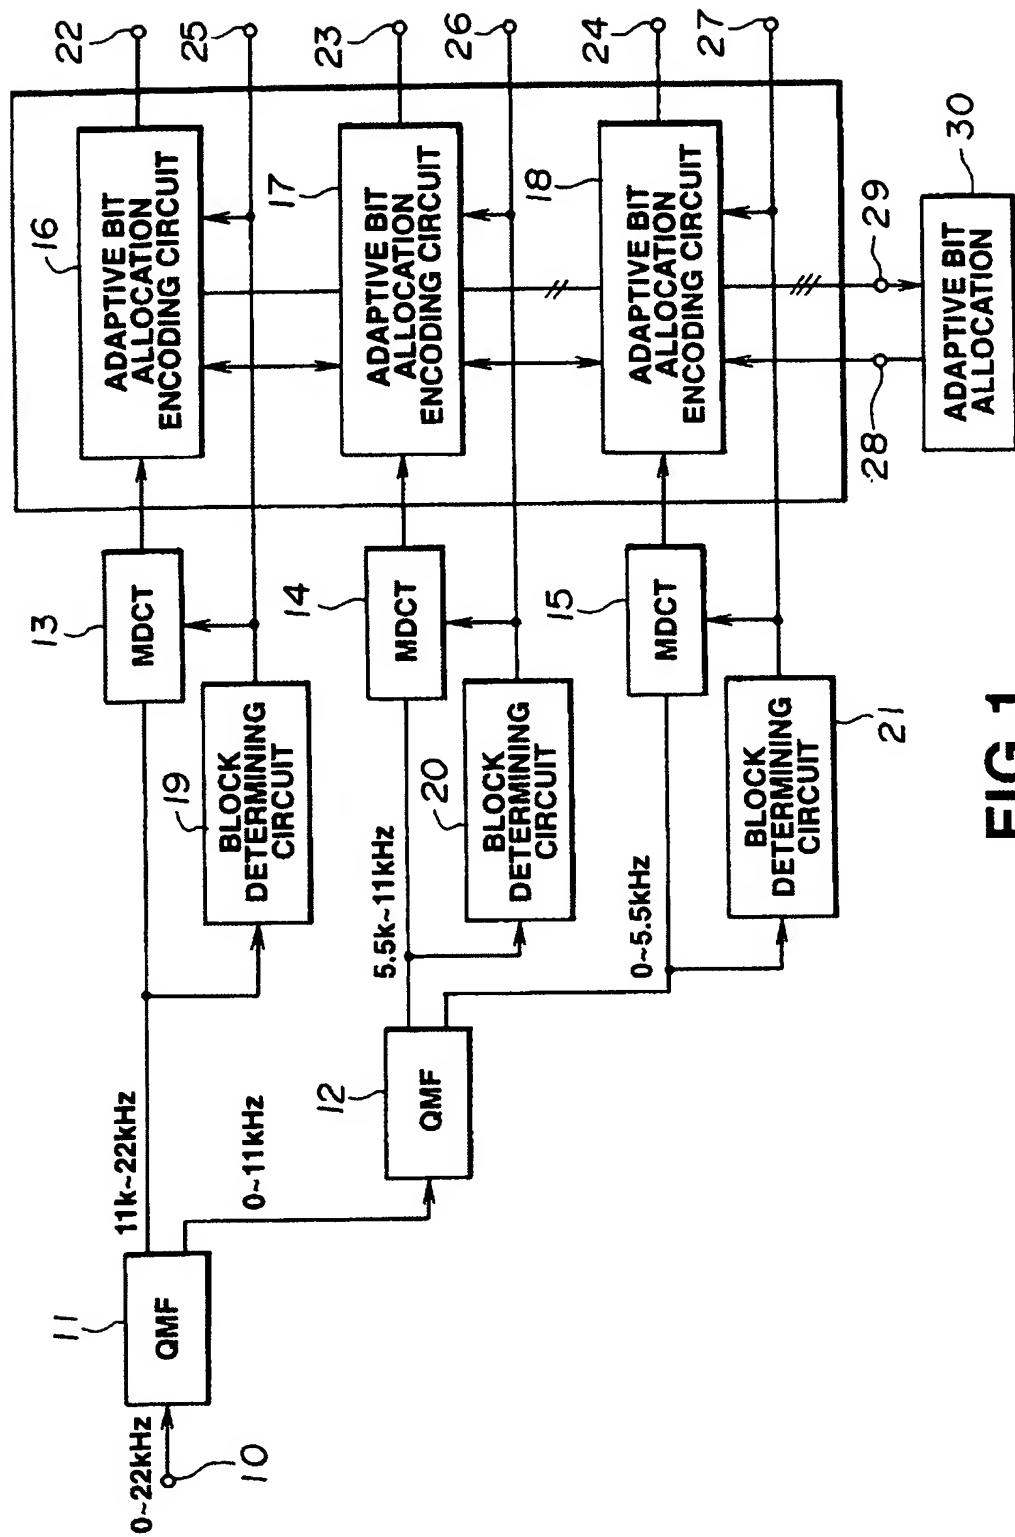 22
25
23
26
24
27
16
ADAPTIVE BIT
ALLOCATION
ENCODING CIRCUIT
17
ADAPTIVE BIT
ALLOCATION
ENCODING CIRCUIT
18
ADAPTIVE BIT
ALLOCATION
ENCODING CIRCUIT
29
28
30
ADAPTIVE BIT
ALLOCATION
13
MDCT
14
MDCT
15
MDCT
19
BLOCK
DETERMINING
CIRCUIT
20
BLOCK
DETERMINING
CIRCUIT
21
BLOCK
DETERMINING
CIRCUIT
11k~22kHz
5.5k~11kHz
0~5.5kHz
0~11kHz
12
QMF
11
QMF
0~22kHz
10
FIG.1